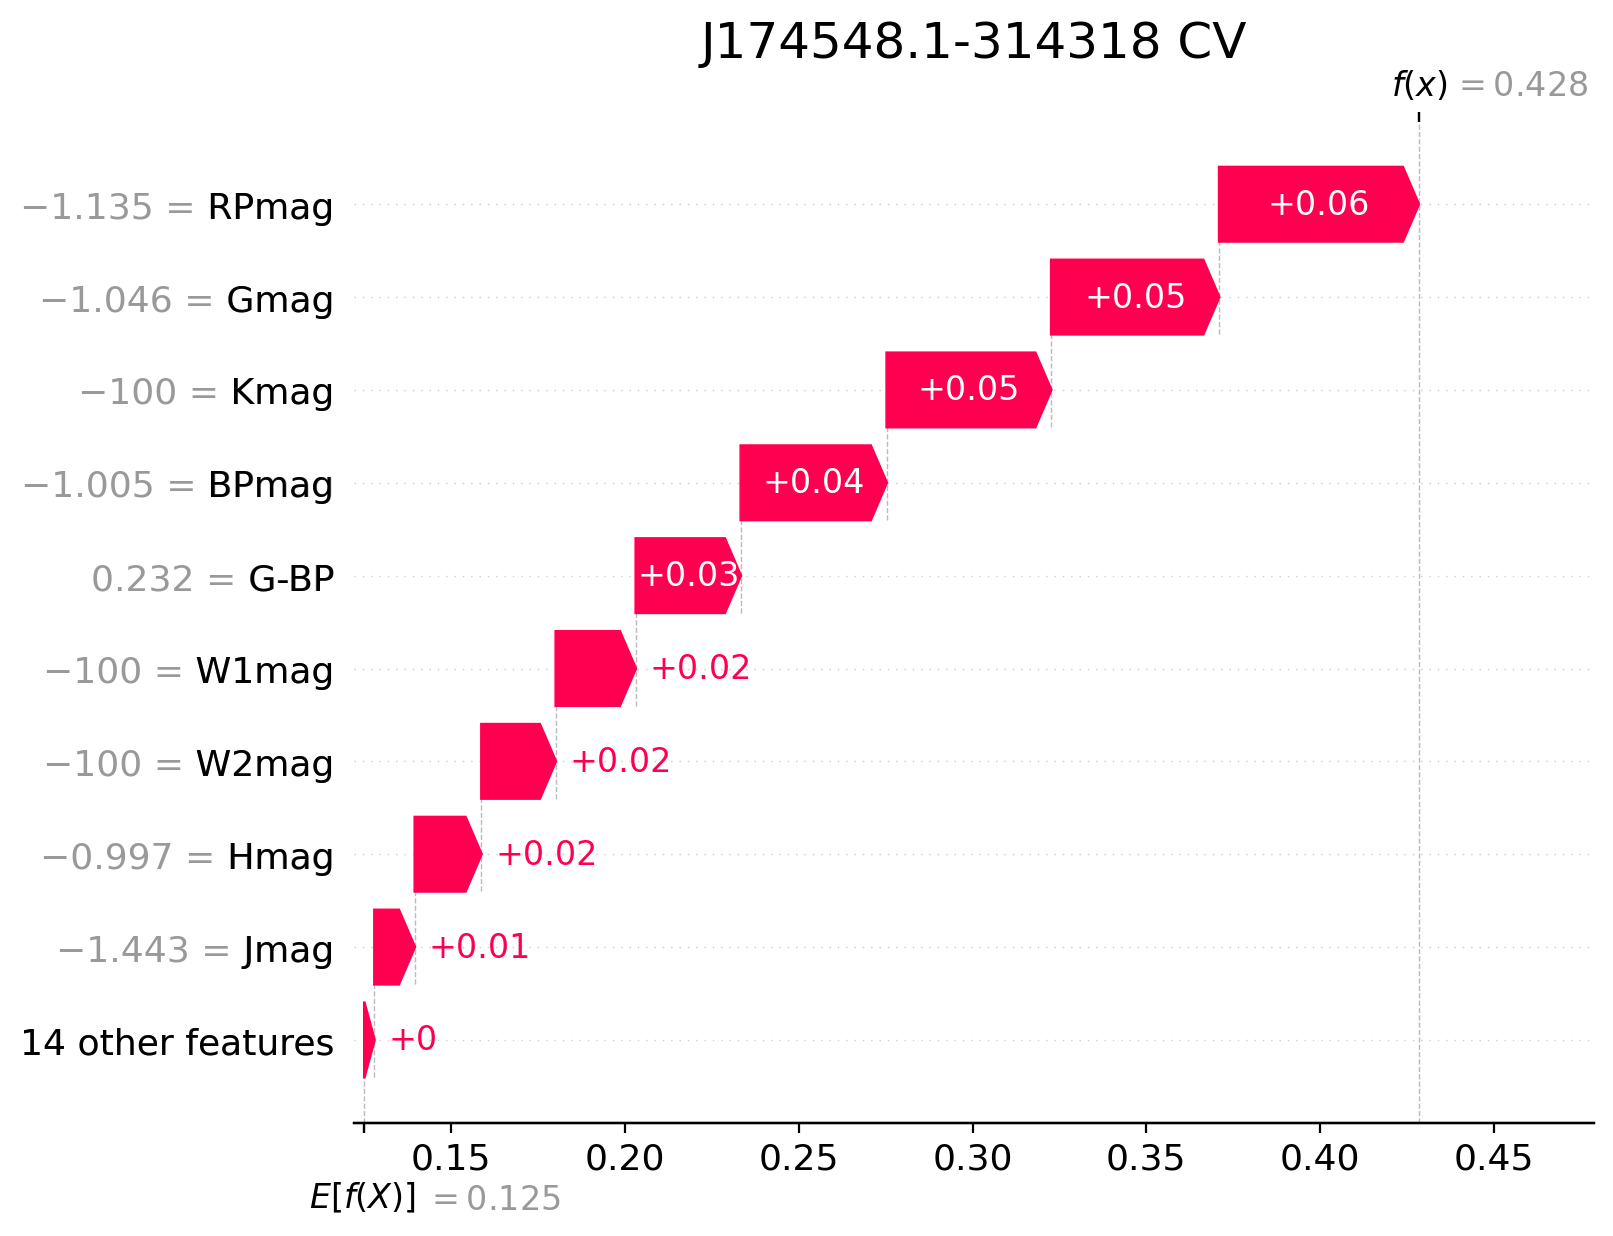 J174548.1-314318 CV
f(x) = 0.428
−1.135 = RPmag +0.06
−1.046 = Gmag +0.05
−100 = Kmag +0.05
−1.005 = BPmag +0.04
0.232 = G-BP +0.03
−100 = W1mag +0.02
−100 = W2mag +0.02
−0.997 = Hmag +0.02
−1.443 = Jmag +0.01
14 other features +0
0.15 0.20 0.25 0.30 0.35 0.40 0.45
E[f(X)] = 0.125